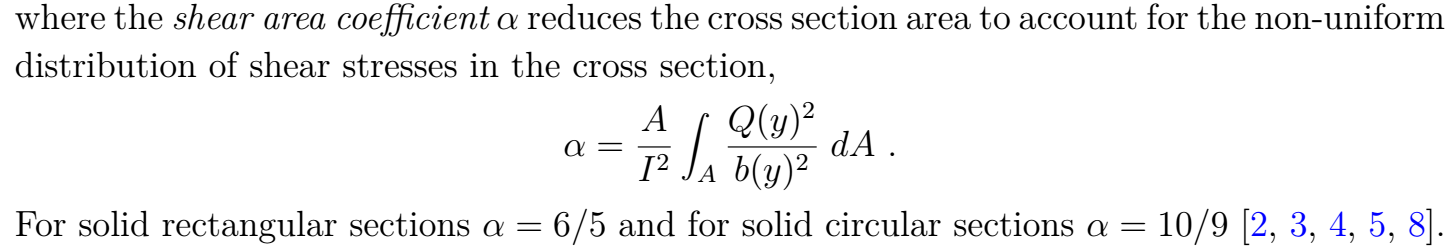 where the shear area coefficient α reduces the cross section area to account for the non-uniform
distribution of shear stresses in the cross section,
α = A/I² ∫_A Q(y)²/b(y)² dA .
For solid rectangular sections α = 6/5 and for solid circular sections α = 10/9 [2, 3, 4, 5, 8].